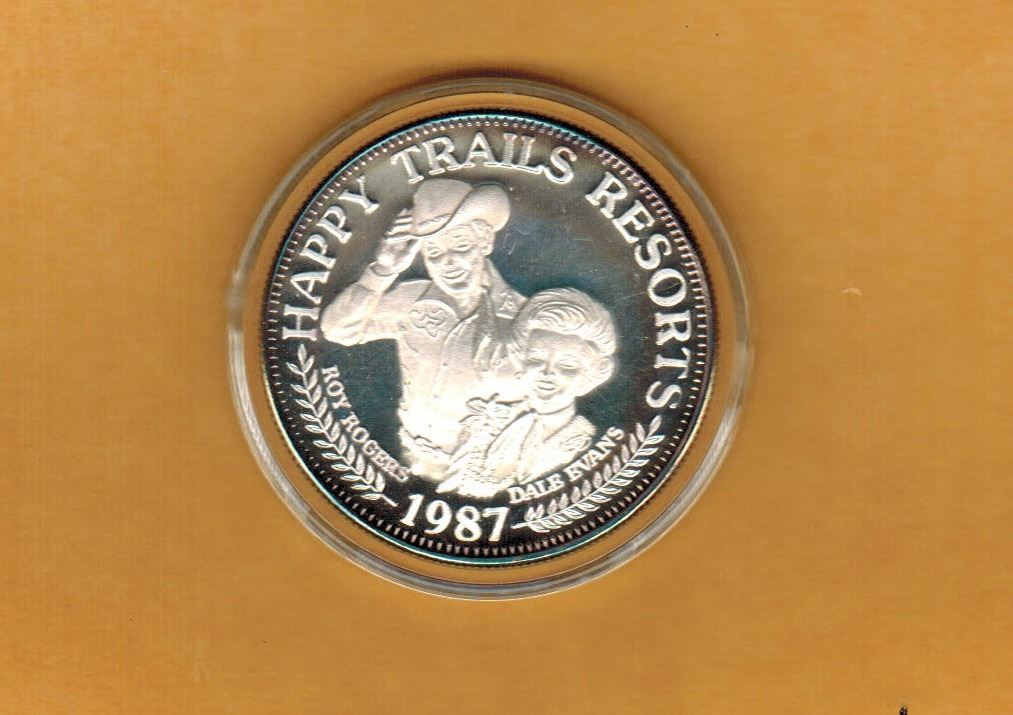 HAPPY TRAILS RESORTS
ROY ROGERS
DALE EVANS
1987